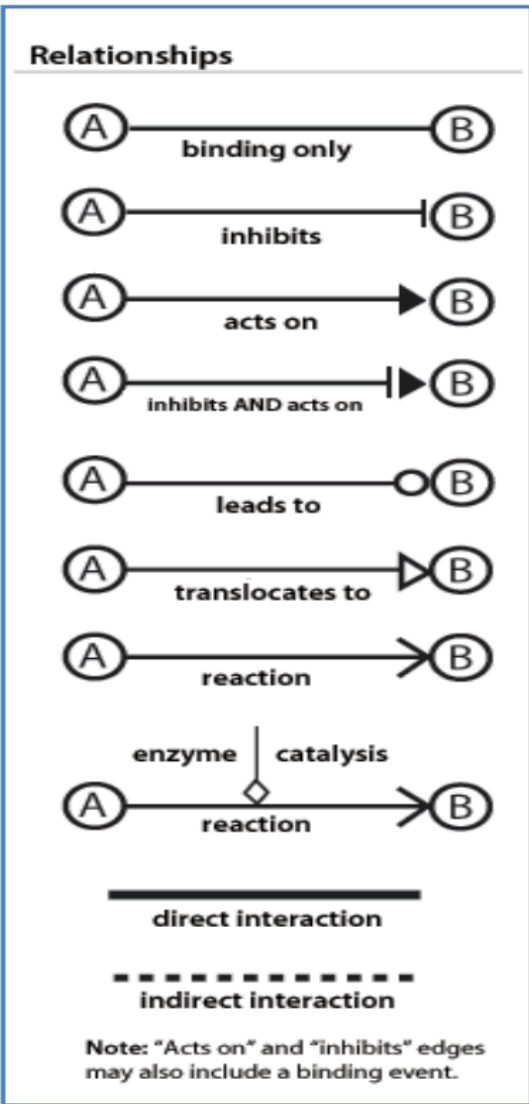 Relationships
A B
binding only
A B
inhibits
A B
acts on
A B
inhibits AND acts on
A B
leads to
A B
translocates to
A B
reaction
enzyme catalysis
A B
reaction
direct interaction
indirect interaction
Note: "Acts on" and "inhibits" edges
may also include a binding event.